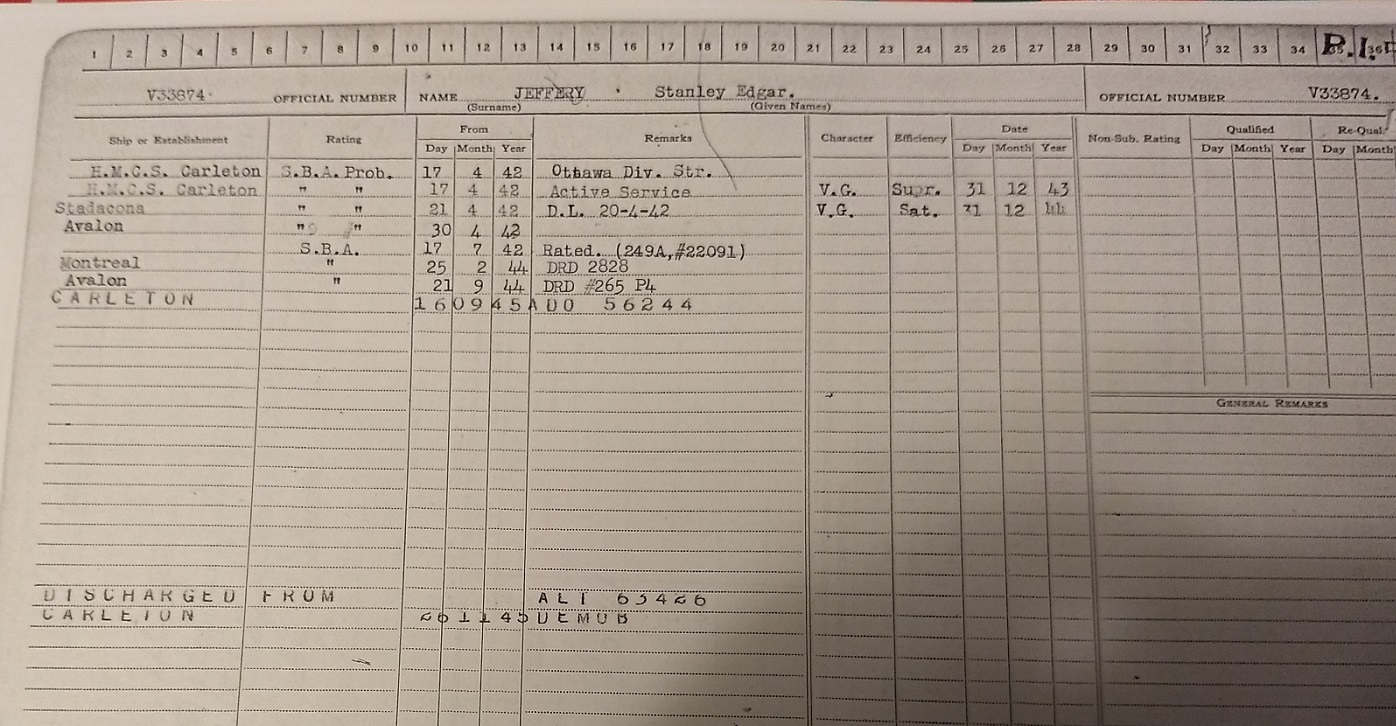 1 2 3 4 5 6 7 8 9 10 11 12 13 14 15 16 17 18 19 20 21 22 23 24 25 26 27 28 29 30 31 32 33 34 35 36
V33874 OFFICIAL NUMBER NAME JEFFERY Stanley Edgar. OFFICIAL NUMBER V33874.
(Surname) (Given Names)
Ship or Establishment Rating From Remarks Character Efficiency Date Non-Sub. Rating Qualified Re-Qual
Day Month Year Day Month Year Day Month Year Day Month
H.M.C.S. Carleton S.B.A. Prob. 17 4 42 Ottawa Div. Str.
H.M.C.S. Carleton " " 17 4 42 Active Service V.G. Supr. 31 12 43
Stadacona " " 21 4 42 D.L. 20-4-42 V.G. Sat. 31 12 44
Avalon " " 30 4 42
S.B.A. 17 7 42 Rated. (249A,#22091)
Montreal " 25 2 44 DRD 2828
Avalon " 21 9 44 DRD #265 P4
CARLETON 160945 ADO 56244
GENERAL REMARKS
DISCHARGED FROM
CARLETON 1145 DEMOB